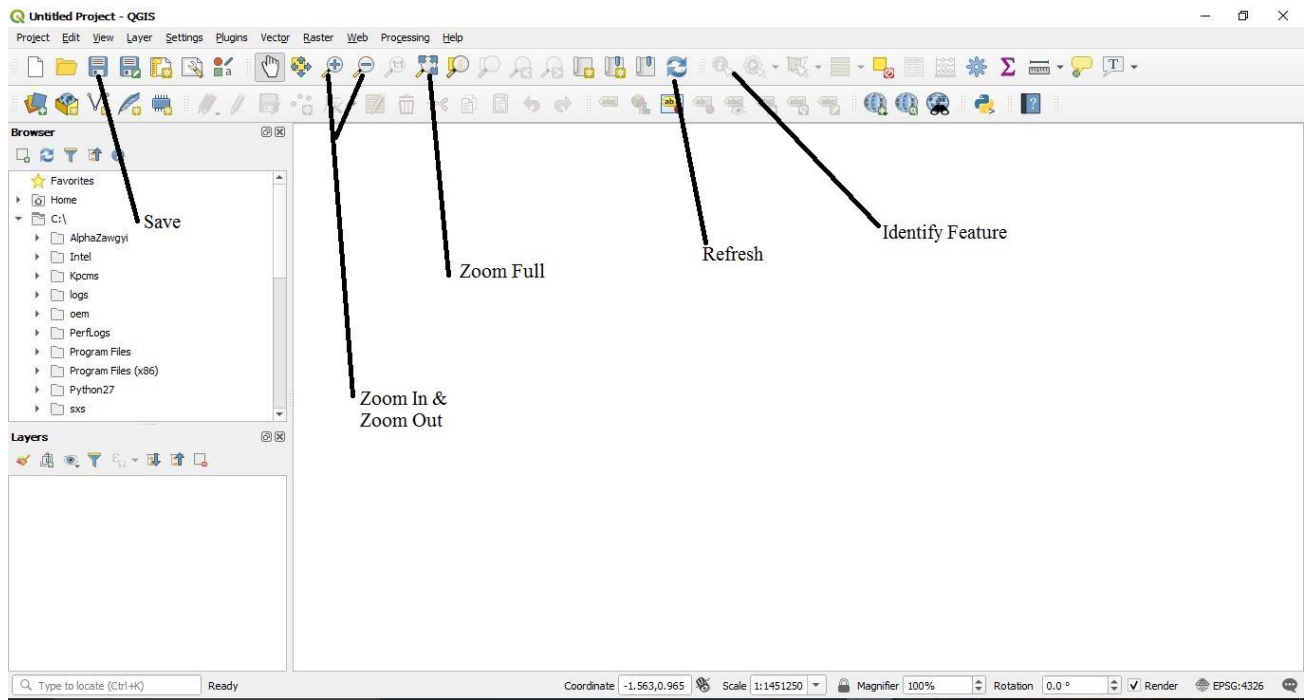 Untitled Project - QGIS
Project Edit View Layer Settings Plugins Vector Raster Web Processing Help
Browser
Favorites
Home
C:\
Save
AlphaZawgyi
Identify Feature
Intel
Refresh
Kpcms
Zoom Full
logs
oem
PerfLogs
Program Files
Program Files (x86)
Python27
Zoom In &
sxs
Zoom Out
Layers
Type to locate (Ctrl+K) Ready Coordinate -1.563,0.965 Scale 1:1451250 Magnifier 100% Rotation 0.0 ° Render EPSG:4326